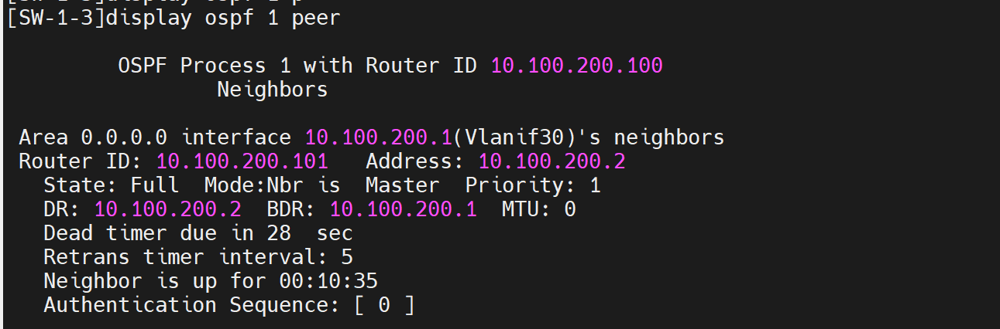 [SW-1-3]display ospf 1 peer
OSPF Process 1 with Router ID 10.100.200.100
Neighbors
Area 0.0.0.0 interface 10.100.200.1(Vlanif30)'s neighbors
Router ID: 10.100.200.101   Address: 10.100.200.2
State: Full  Mode:Nbr is  Master  Priority: 1
DR: 10.100.200.2  BDR: 10.100.200.1  MTU: 0
Dead timer due in 28  sec
Retrans timer interval: 5
Neighbor is up for 00:10:35
Authentication Sequence: [ 0 ]